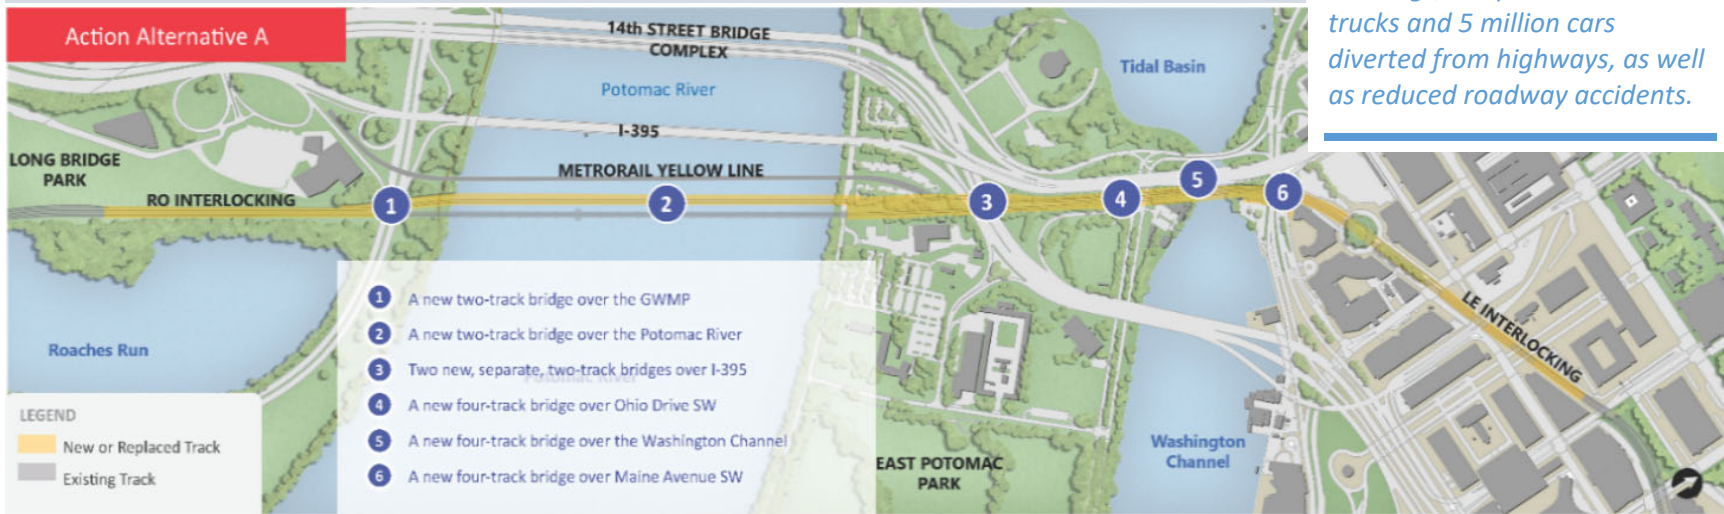 Action Alternative A
trucks and 5 million cars
diverted from highways, as well
as reduced roadway accidents.
14th STREET BRIDGE
COMPLEX
Tidal Basin
Potomac River
I-395
LONG BRIDGE
PARK
METRORAIL YELLOW LINE
RO INTERLOCKING
1
2
3
4
5
6
LE INTERLOCKING
Roaches Run
1 A new two-track bridge over the GWMP
2 A new two-track bridge over the Potomac River
3 Two new, separate, two-track bridges over I-395
Potomac River
4 A new four-track bridge over Ohio Drive SW
5 A new four-track bridge over the Washington Channel
6 A new four-track bridge over Maine Avenue SW
LEGEND
New or Replaced Track
Existing Track
EAST POTOMAC
PARK
Washington
Channel